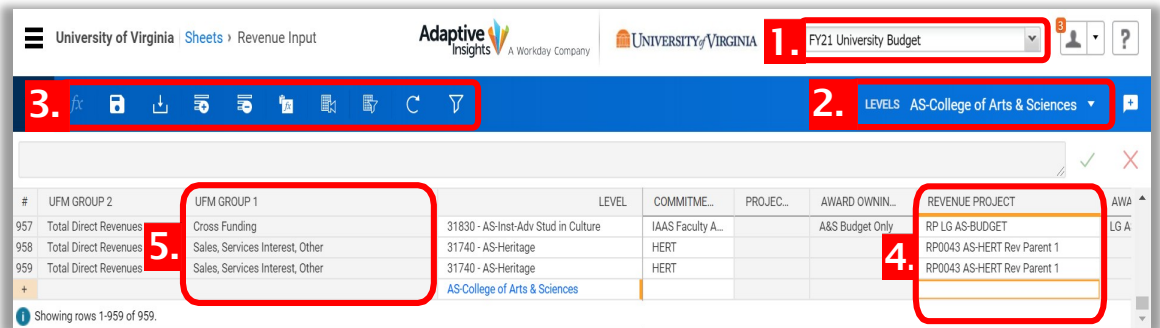 University of Virginia Sheets › Revenue Input
Adaptive Insights A Workday Company
UNIVERSITY of VIRGINIA
1.
FY21 University Budget
3
?
3.
fx
2.
LEVELS AS-College of Arts & Sciences
# UFM GROUP 2 UFM GROUP 1 LEVEL COMMITME... PROJEC... AWARD OWNIN... REVENUE PROJECT AWA
957 Total Direct Revenues Cross Funding 31830 - AS-Inst-Adv Stud in Culture IAAS Faculty A... A&S Budget Only RP LG AS-BUDGET LG A
958 Total Direct Revenues Sales, Services Interest, Other 31740 - AS-Heritage HERT RP0043 AS-HERT Rev Parent 1
959 Total Direct Revenues Sales, Services Interest, Other 31740 - AS-Heritage HERT RP0043 AS-HERT Rev Parent 1
5.
4.
+ AS-College of Arts & Sciences
i Showing rows 1-959 of 959.